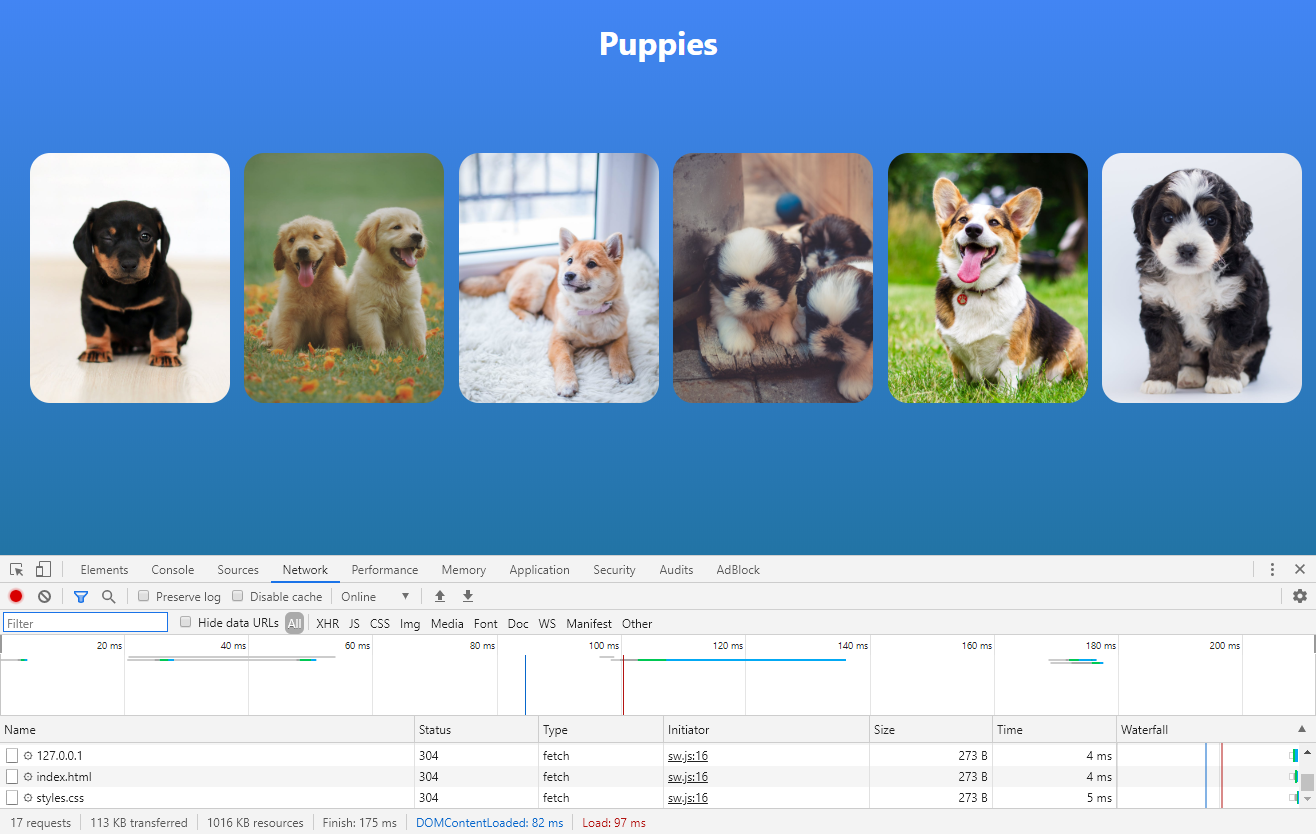 Puppies
Elements Console Sources Network Performance Memory Application Security Audits AdBlock
Preserve log Disable cache Online
Filter Hide data URLs All XHR JS CSS Img Media Font Doc WS Manifest Other
20 ms 40 ms 60 ms 80 ms 100 ms 120 ms 140 ms 160 ms 180 ms 200 ms
Name Status Type Initiator Size Time Waterfall
127.0.0.1 304 fetch sw.js:16 273 B 4 ms
index.html 304 fetch sw.js:16 273 B 4 ms
styles.css 304 fetch sw.js:16 273 B 5 ms
17 requests 113 KB transferred 1016 KB resources Finish: 175 ms DOMContentLoaded: 82 ms Load: 97 ms